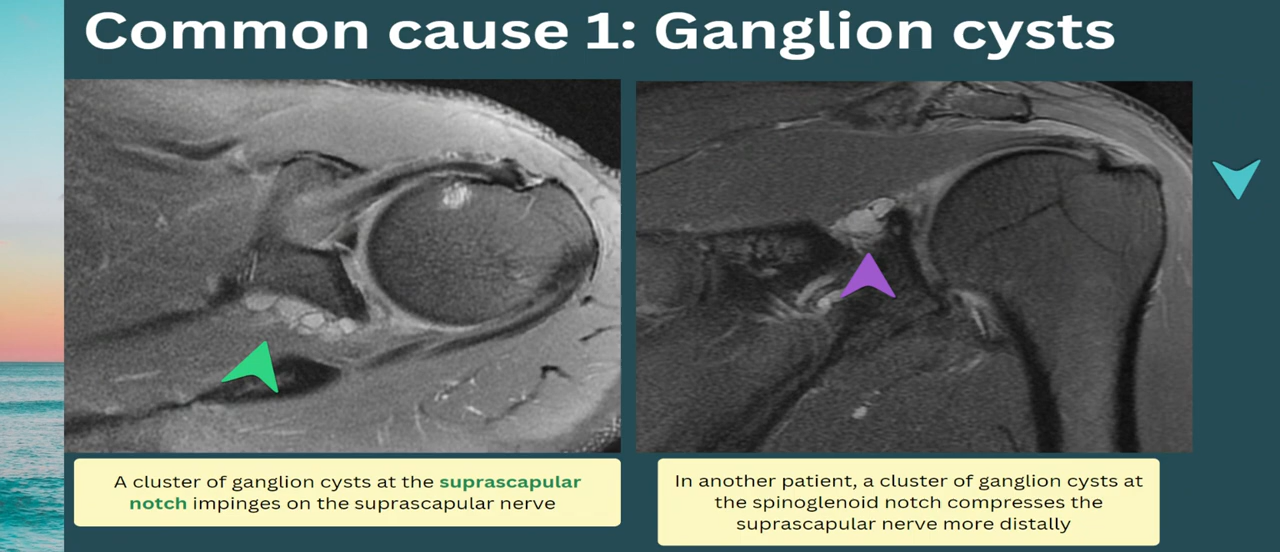 Common cause 1: Ganglion cysts
A cluster of ganglion cysts at the suprascapular
notch impinges on the suprascapular nerve
In another patient, a cluster of ganglion cysts at
the spinoglenoid notch compresses the
suprascapular nerve more distally